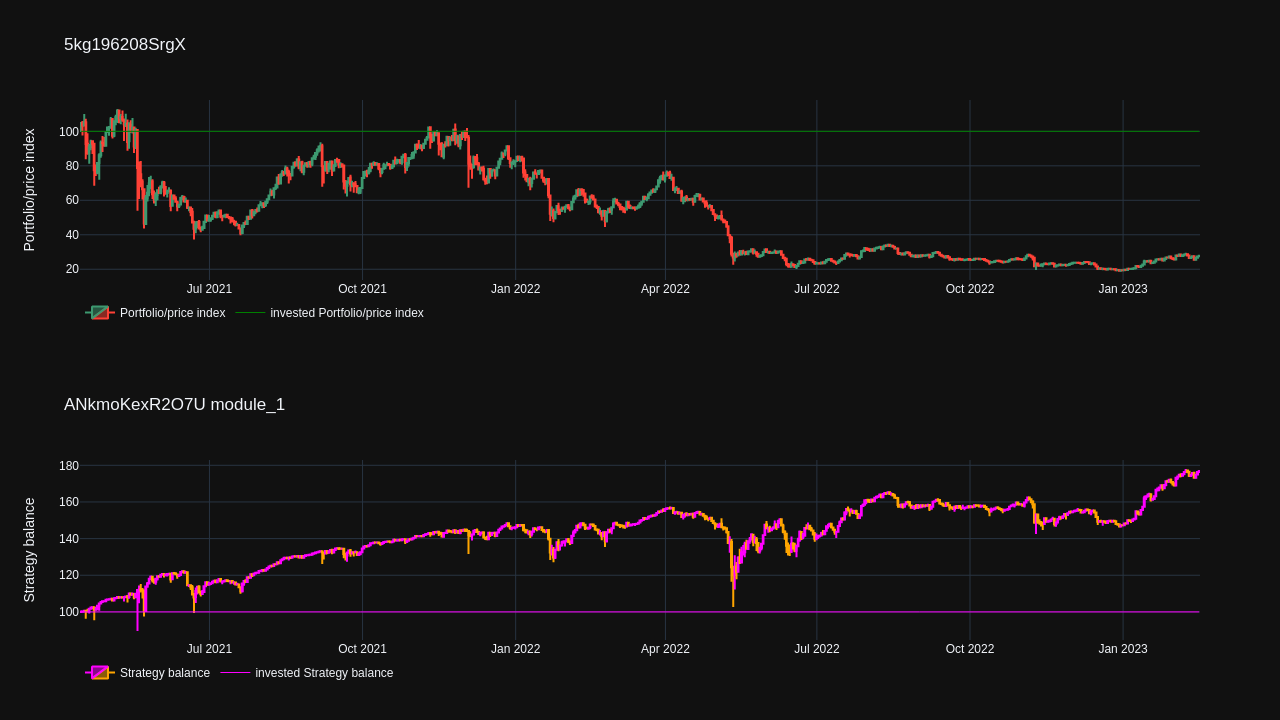 5kg196208SrgX
Portfolio/price index
100
80
60
40
20
Jul 2021 Oct 2021 Jan 2022 Apr 2022 Jul 2022 Oct 2022 Jan 2023
Portfolio/price index invested Portfolio/price index
ANkmoKexR2O7U module_1
Strategy balance
180
160
140
120
100
Jul 2021 Oct 2021 Jan 2022 Apr 2022 Jul 2022 Oct 2022 Jan 2023
Strategy balance invested Strategy balance